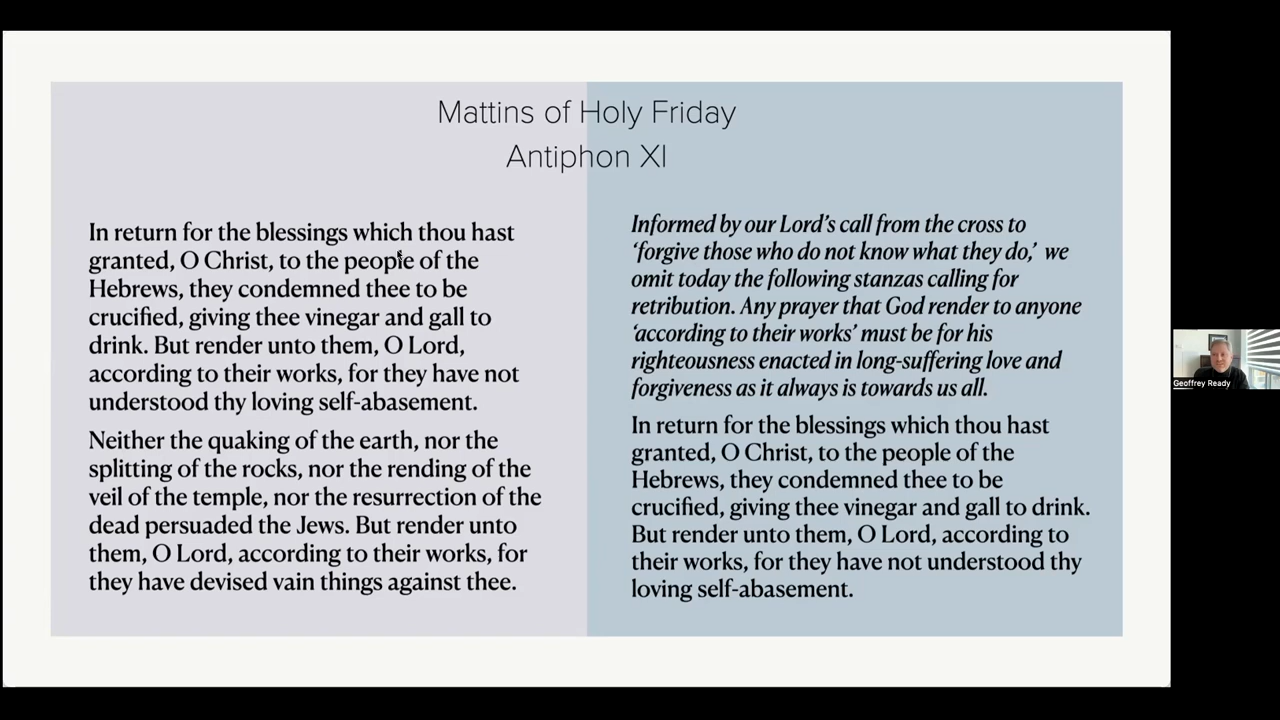 Mattins of Holy Friday
Antiphon XI
In return for the blessings which thou hast
granted, O Christ, to the people of the
Hebrews, they condemned thee to be
crucified, giving thee vinegar and gall to
drink. But render unto them, O Lord,
according to their works, for they have not
understood thy loving self-abasement.
Neither the quaking of the earth, nor the
splitting of the rocks, nor the rending of the
veil of the temple, nor the resurrection of the
dead persuaded the Jews. But render unto
them, O Lord, according to their works, for
they have devised vain things against thee.
Informed by our Lord’s call from the cross to
‘forgive those who do not know what they do,’ we
omit today the following stanzas calling for
retribution. Any prayer that God render to anyone
‘according to their works’ must be for his
righteousness enacted in long-suffering love and
forgiveness as it always is towards us all.
In return for the blessings which thou hast
granted, O Christ, to the people of the
Hebrews, they condemned thee to be
crucified, giving thee vinegar and gall to drink.
But render unto them, O Lord, according to
their works, for they have not understood thy
loving self-abasement.
Geoffrey Ready